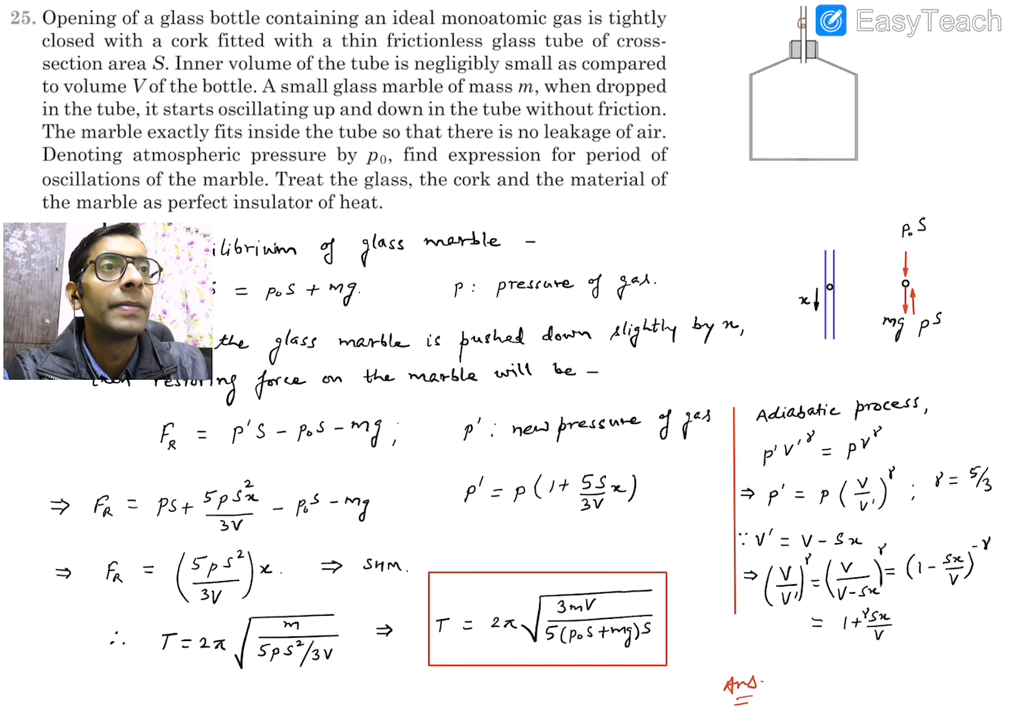 25. Opening of a glass bottle containing an ideal monoatomic gas is tightly
closed with a cork fitted with a thin frictionless glass tube of cross-
section area S. Inner volume of the tube is negligibly small as compared
to volume V of the bottle. A small glass marble of mass m, when dropped
in the tube, it starts oscillating up and down in the tube without friction.
The marble exactly fits inside the tube so that there is no leakage of air.
Denoting atmospheric pressure by p₀, find expression for period of
oscillations of the marble. Treat the glass, the cork and the material of
the marble as perfect insulator of heat.
EasyTeach
ilibrium of glass marble –
= p₀S + mg.
p : pressure of gas.
the glass marble is pushed down slightly by x,
restoring force on the marble will be –
F_R = p'S – p₀S – mg ;
p' : new pressure of gas
⇒ F_R = pS + 5pS²x/3V – p₀S – mg
p' = p(1 + 5S/3V x)
⇒ F_R = (5pS²/3V) x. ⇒ SHM.
∴ T = 2π √(m/(5pS²/3V)) ⇒
T = 2π √(3mV/5(p₀S+mg)S)
Ans.
x
p₀S
mg
pS
Adiabatic process,
p'V'^γ = pV^γ
⇒ p' = p(V/V')^γ ; γ = 5/3
∵ V' = V – Sx
⇒ (V/V')^γ = (V/V–Sx)^γ = (1 – Sx/V)^–γ
= 1 + γSx/V